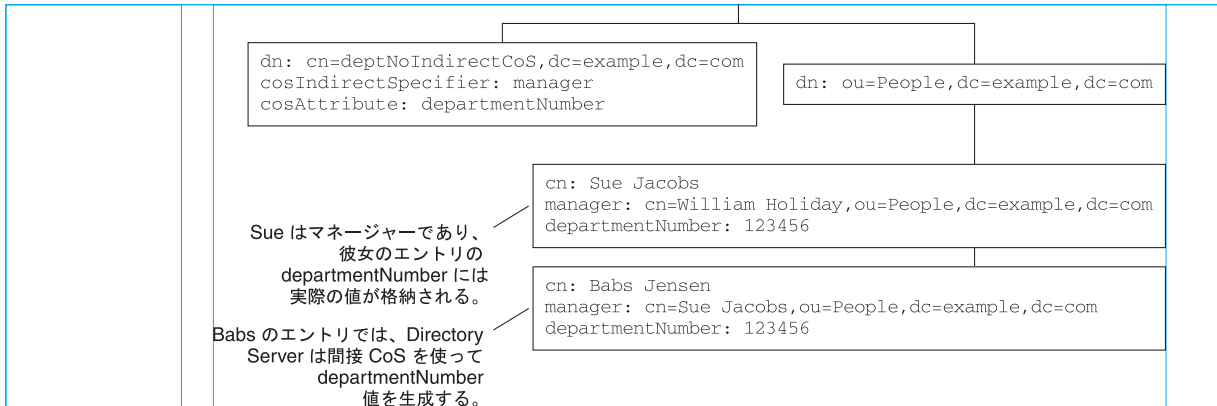 dn: cn=deptNoIndirectCoS,dc=example,dc=com
cosIndirectSpecifier: manager
cosAttribute: departmentNumber
dn: ou=People,dc=example,dc=com
cn: Sue Jacobs
manager: cn=William Holiday,ou=People,dc=example,dc=com
departmentNumber: 123456
Sue はマネージャーであり、
彼女のエントリの
departmentNumber には
実際の値が格納される。
cn: Babs Jensen
manager: cn=Sue Jacobs,ou=People,dc=example,dc=com
departmentNumber: 123456
Babs のエントリでは、Directory
Server は間接 CoS を使って
departmentNumber
値を生成する。